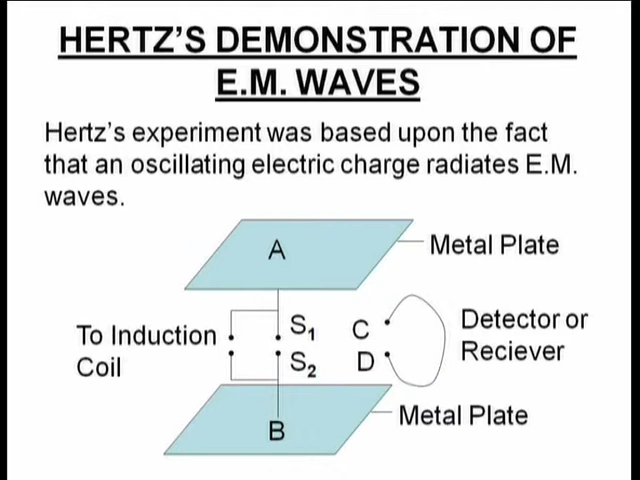 HERTZ'S DEMONSTRATION OF
E.M. WAVES
Hertz's experiment was based upon the fact
that an oscillating electric charge radiates E.M.
waves.
A
Metal Plate
To Induction
Coil
S₁
S₂
C
D
Detector or
Reciever
B
Metal Plate